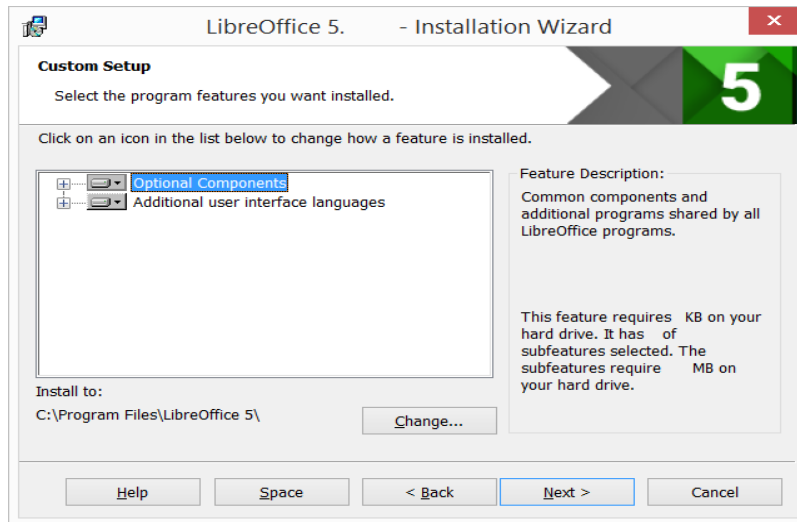 LibreOffice 5. - Installation Wizard
Custom Setup
Select the program features you want installed.
5
Click on an icon in the list below to change how a feature is installed.
Optional Components
Additional user interface languages
Feature Description:
Common components and
additional programs shared by all
LibreOffice programs.
This feature requires KB on your
hard drive. It has of
subfeatures selected. The
subfeatures require MB on
your hard drive.
Install to:
C:\Program Files\LibreOffice 5\
Change...
Help Space < Back Next > Cancel